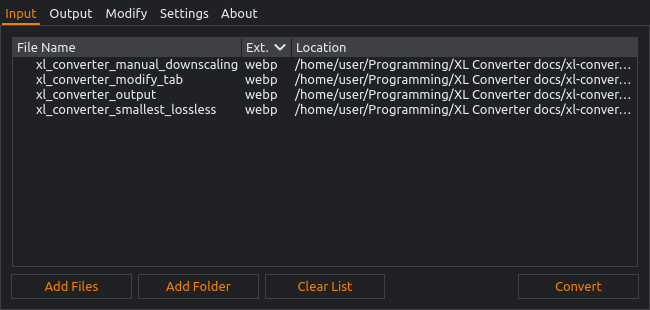 Input Output Modify Settings About
File Name Ext. Location
xl_converter_manual_downscaling webp /home/user/Programming/XL Converter docs/xl-conver...
xl_converter_modify_tab webp /home/user/Programming/XL Converter docs/xl-conver...
xl_converter_output webp /home/user/Programming/XL Converter docs/xl-conver...
xl_converter_smallest_lossless webp /home/user/Programming/XL Converter docs/xl-conver...
Add Files Add Folder Clear List Convert